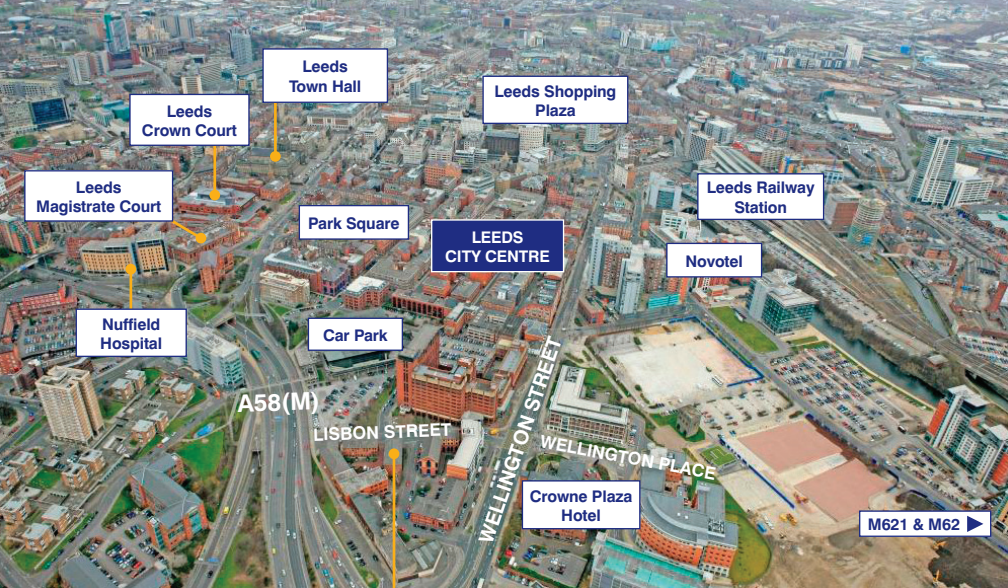 Leeds
Town Hall
Leeds Shopping
Plaza
Leeds
Crown Court
Leeds
Magistrate Court
Leeds Railway
Station
Park Square
LEEDS
CITY CENTRE
Novotel
Nuffield
Hospital
Car Park
A58(M)
LISBON STREET
WELLINGTON STREET
WELLINGTON PLACE
Crowne Plaza
Hotel
M621 & M62